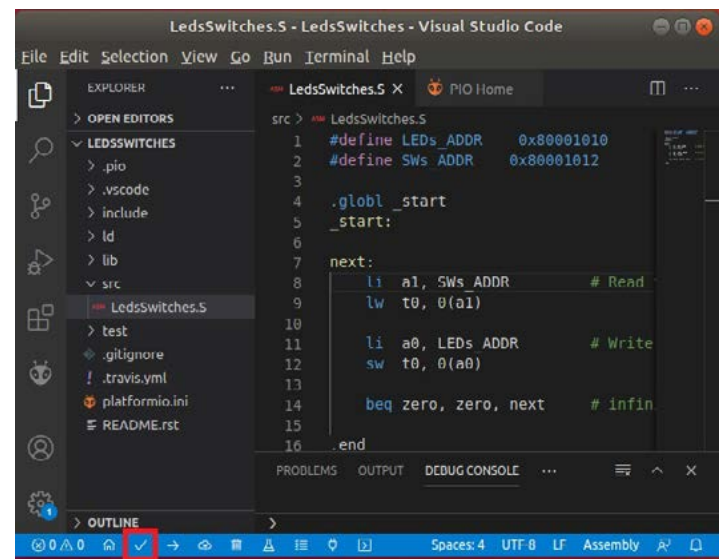 LedsSwitches.S - LedsSwitches - Visual Studio Code
File Edit Selection View Go Run Terminal Help
EXPLORER ...
LedsSwitches.S X PIO Home ...
> OPEN EDITORS
src > LedsSwitches.S
LEDSSWITCHES
> .pio
> .vscode
> include
> ld
> lib
src
LedsSwitches.S
> test
.gitignore
! .travis.yml
platformio.ini
README.rst
> OUTLINE
1 #define LEDs_ADDR 0x80001010
2 #define SWs_ADDR 0x80001012
3
4 .globl _start
5 _start:
6
7 next:
8 li a1, SWs_ADDR # Read
9 lw t0, 0(a1)
10
11 li a0, LEDs_ADDR # Write
12 sw t0, 0(a0)
13
14 beq zero, zero, next # infin
15
16 .end
PROBLEMS OUTPUT DEBUG CONSOLE ...
>
1
0 0 Spaces: 4 UTF-8 LF Assembly